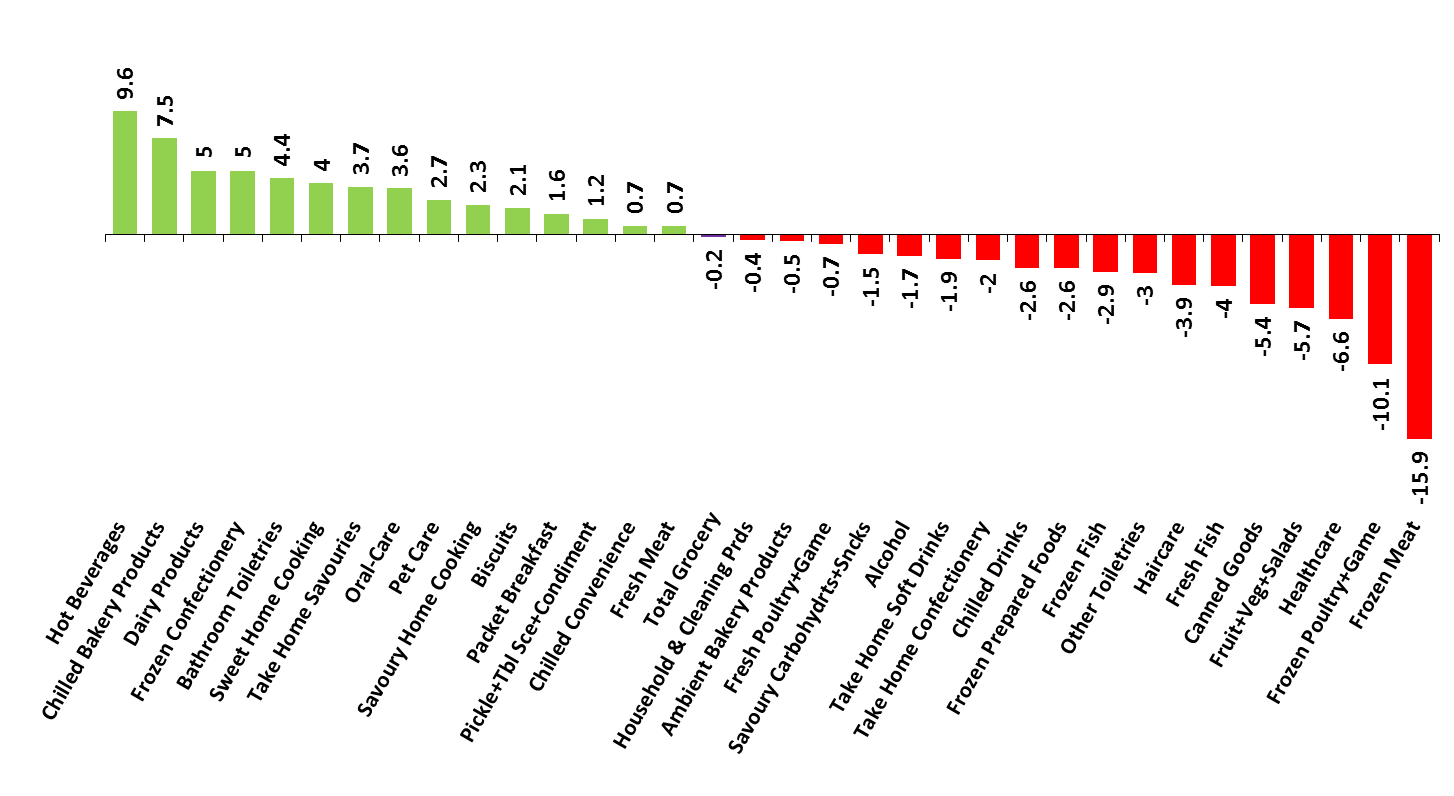 9.6
7.5
5
5
4.4
4
3.7
3.6
2.7
2.3
2.1
1.6
1.2
0.7
0.7
-0.2
-0.4
-0.5
-0.7
-1.5
-1.7
-1.9
-2
-2.6
-2.6
-2.9
-3
-3.9
-4
-5.4
-5.7
-6.6
-10.1
-15.9
Hot Beverages
Chilled Bakery Products
Dairy Products
Frozen Confectionery
Bathroom Toiletries
Sweet Home Cooking
Take Home Savouries
Oral-Care
Pet Care
Savoury Home Cooking
Biscuits
Packet Breakfast
Pickle+Tbl Sce+Condiment
Chilled Convenience
Fresh Meat
Total Grocery
Household & Cleaning Prds
Ambient Bakery Products
Fresh Poultry+Game
Savoury Carbohydrts+Sncks
Alcohol
Take Home Soft Drinks
Take Home Confectionery
Chilled Drinks
Frozen Prepared Foods
Frozen Fish
Other Toiletries
Haircare
Fresh Fish
Canned Goods
Fruit+Veg+Salads
Healthcare
Frozen Poultry+Game
Frozen Meat